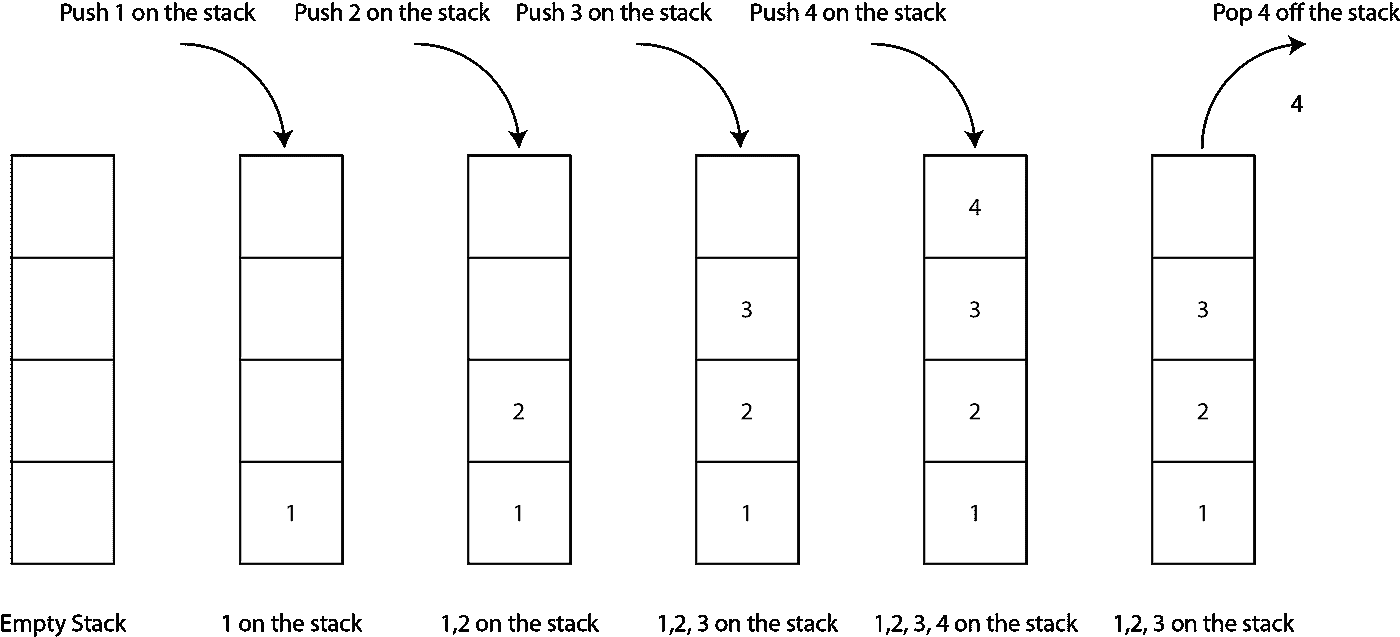 Push 1 on the stack
Push 2 on the stack
Push 3 on the stack
Push 4 on the stack
Pop 4 off the stack
4
4
3
3
3
2
2
2
2
1
1
1
1
1
Empty Stack
1 on the stack
1,2 on the stack
1,2, 3 on the stack
1,2, 3, 4 on the stack
1,2, 3 on the stack